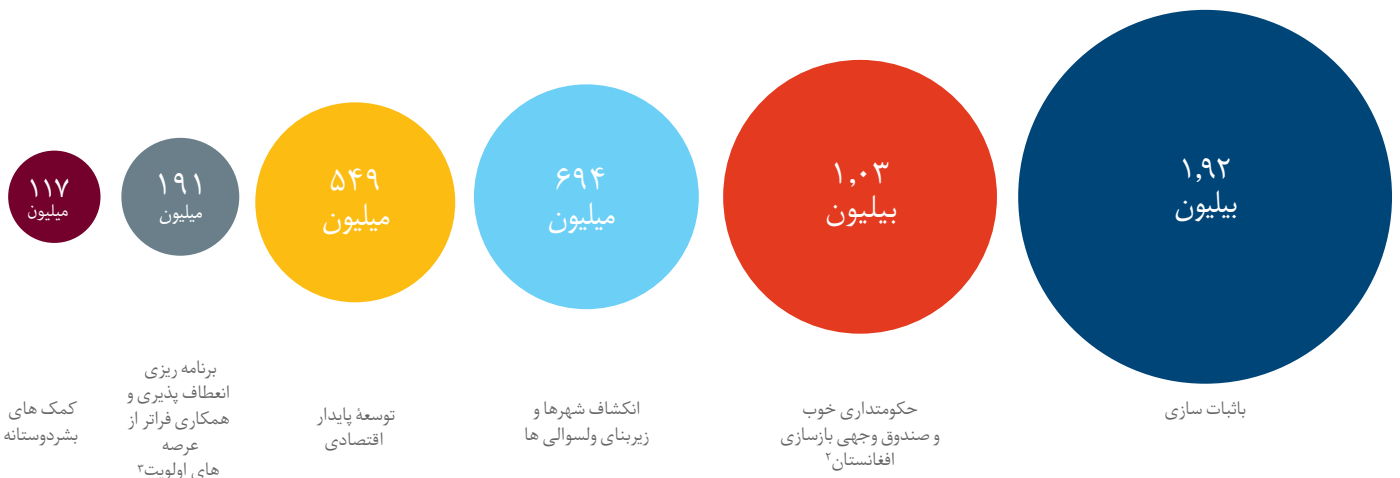 ۱,۹۲
بیلیون
باثبات سازی
۱,۰۳
بیلیون
حکومتداری خوب
و صندوق وجهی بازسازی
افغانستان۲
۶۹۴
میلیون
انکشاف شهرها و
زیربنای ولسوالی ها
۵۴۹
میلیون
توسعۀ پایدار
اقتصادی
۱۹۱
میلیون
برنامه ریزی
انعطاف پذیری و
همکاری فراتر از
عرصه
های اولویت۳
۱۱۷
میلیون
کمک های
بشردوستانه